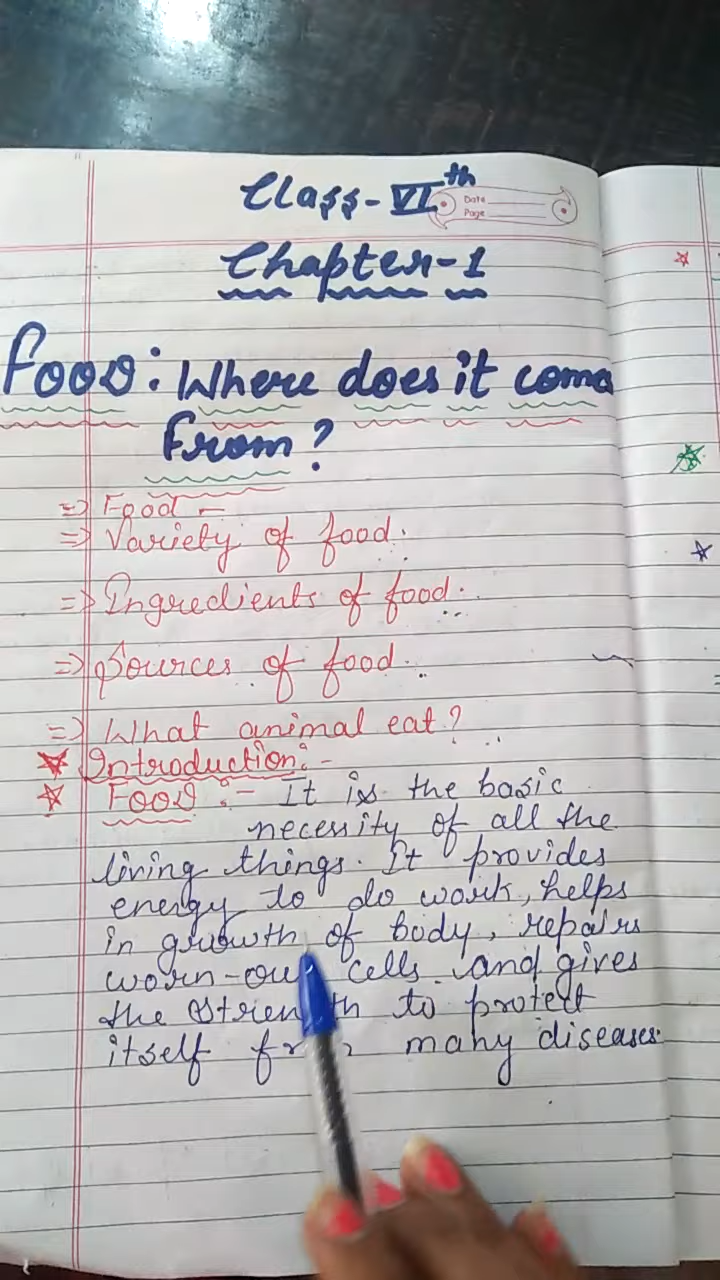 Class-VIth
Date
Page
Chapter-1
Food: Where does it come
From?
=> Food -
=> Variety of food.
=> Ingredients of food.
=> Sources of food.
=> What animal eat?
Introduction:-
Food :- It is the basic
necessity of all the
living things. It provides
energy to do work, helps
in growth of body, repairs
worn-out cells and gives
the to protect
itself many diseases.